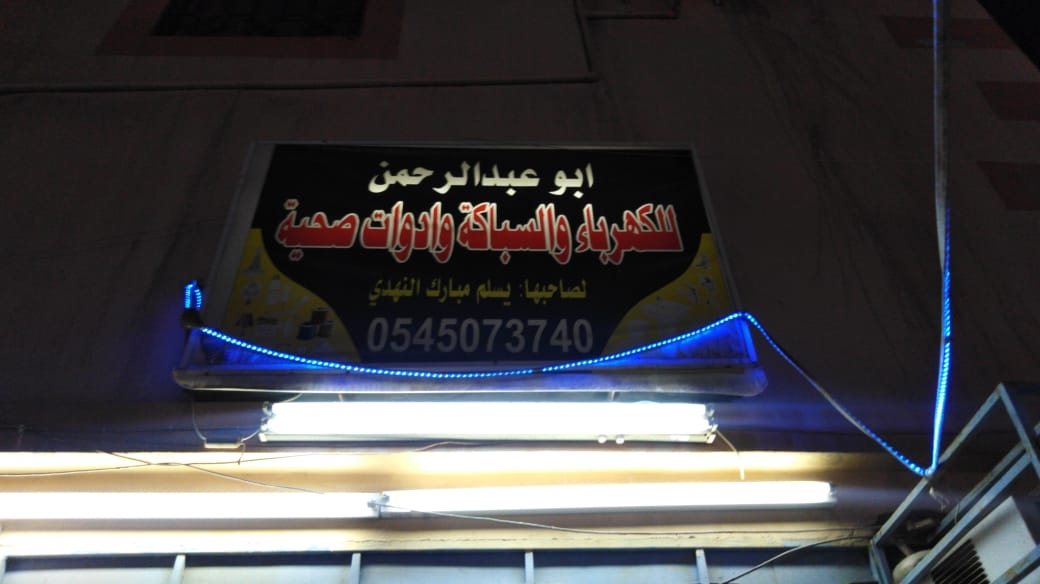 ابو عبدالرحمن
للكهرباء والسباكة وادوات صحية
لصاحبها: يسلم مبارك النهدي
0545073740